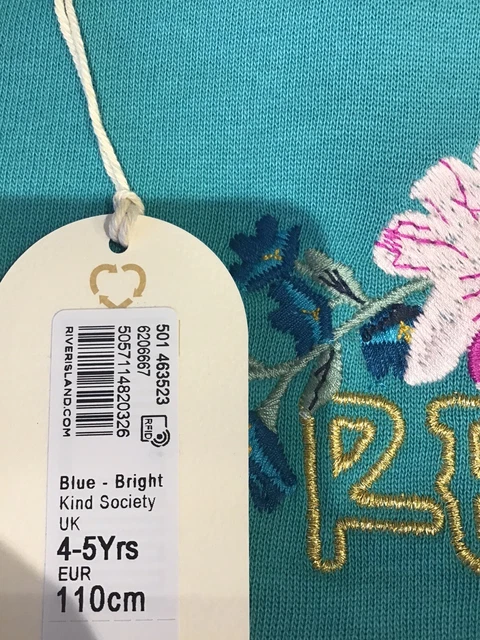 501 463523
6206667
5057114820326
RFID
RIVERISLAND.COM
Blue - Bright
Kind Society
UK
4-5Yrs
EUR
110cm
R